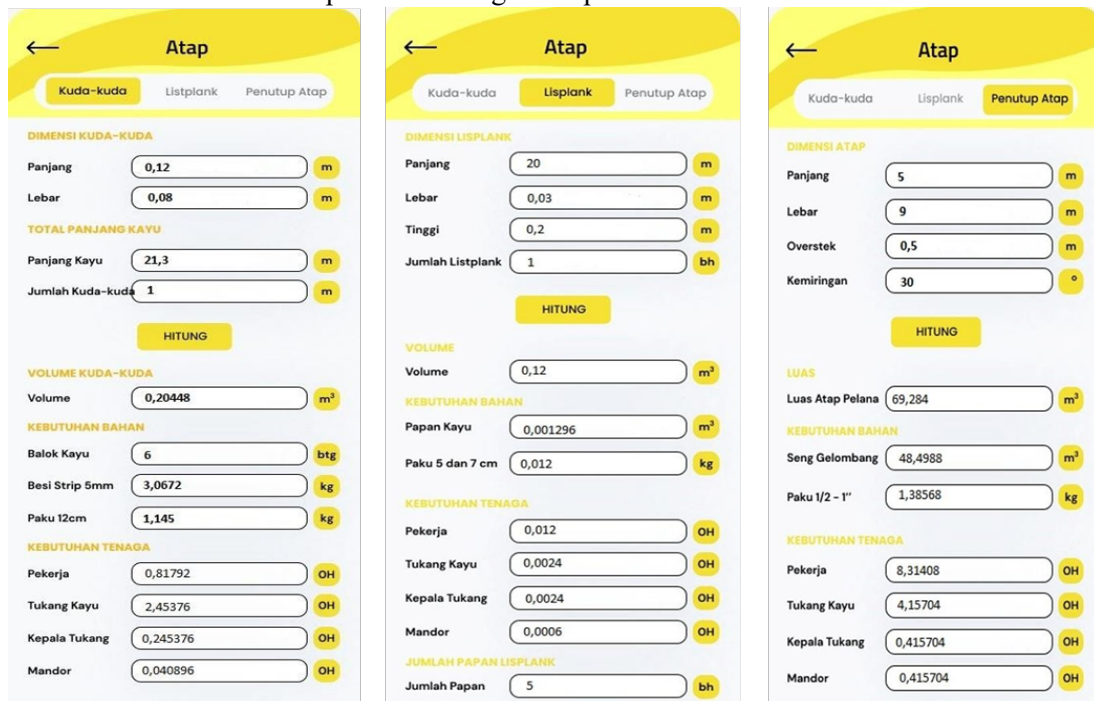 Atap
Kuda-kuda Listplank Penutup Atap
DIMENSI KUDA-KUDA
Panjang 0,12 m
Lebar 0,08 m
TOTAL PANJANG KAYU
Panjang Kayu 21,3 m
Jumlah Kuda-kuda 1 m
HITUNG
VOLUME KUDA-KUDA
Volume 0,20448 m³
KEBUTUHAN BAHAN
Balok Kayu 6 btg
Besi Strip 5mm 3,0672 kg
Paku 12cm 1,145 kg
KEBUTUHAN TENAGA
Pekerja 0,81792 OH
Tukang Kayu 2,45376 OH
Kepala Tukang 0,245376 OH
Mandor 0,040896 OH
Atap
Kuda-kuda Lisplank Penutup Atap
DIMENSI LISPLANK
Panjang 20 m
Lebar 0,03 m
Tinggi 0,2 m
Jumlah Listplank 1 bh
HITUNG
VOLUME
Volume 0,12 m³
KEBUTUHAN BAHAN
Papan Kayu 0,001296 m³
Paku 5 dan 7 cm 0,012 kg
KEBUTUHAN TENAGA
Pekerja 0,012 OH
Tukang Kayu 0,0024 OH
Kepala Tukang 0,0024 OH
Mandor 0,0006 OH
JUMLAH PAPAN LISPLANK
Jumlah Papan 5 bh
Atap
Kuda-kuda Lisplank Penutup Atap
DIMENSI ATAP
Panjang 5 m
Lebar 9 m
Overstek 0,5 m
Kemiringan 30 °
HITUNG
LUAS
Luas Atap Pelana 69,284 m³
KEBUTUHAN BAHAN
Seng Gelombang 48,4988 m³
Paku 1/2 - 1" 1,38568 kg
KEBUTUHAN TENAGA
Pekerja 8,31408 OH
Tukang Kayu 4,15704 OH
Kepala Tukang 0,415704 OH
Mandor 0,415704 OH